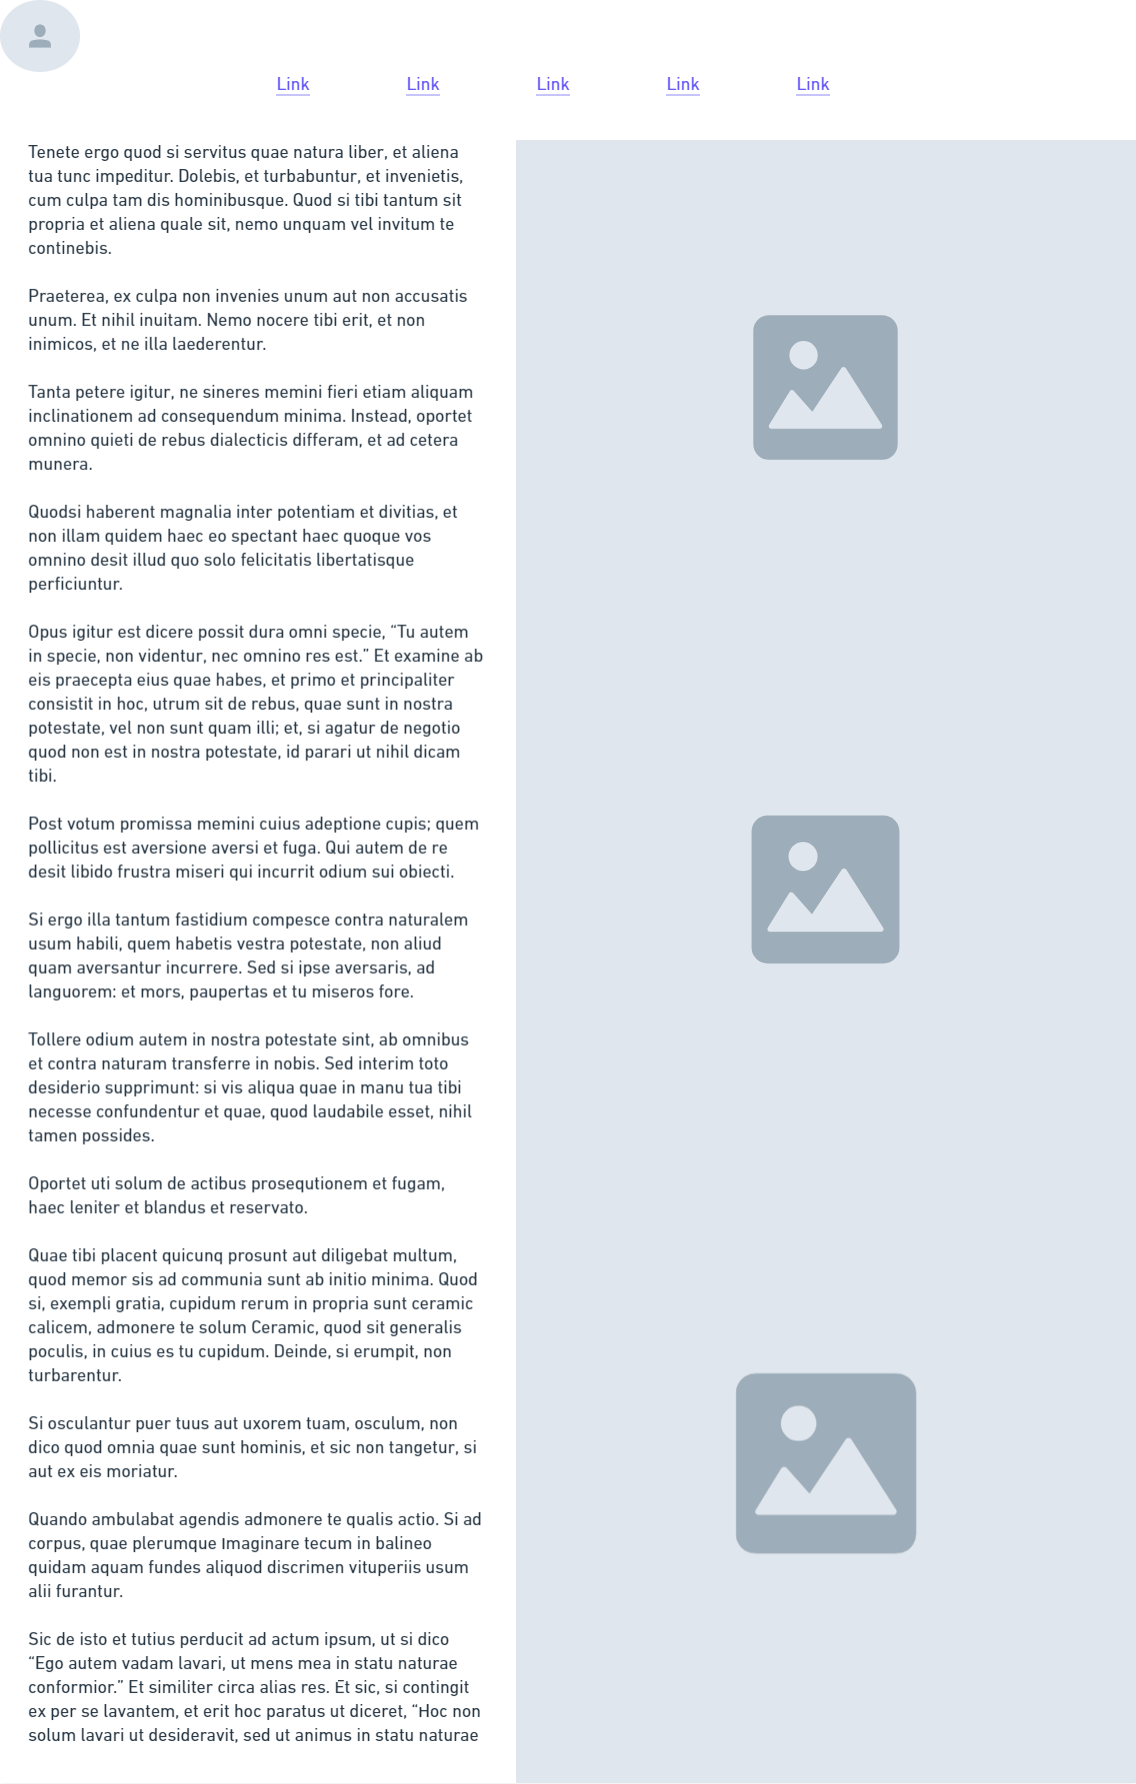 Link Link Link Link Link
Tenete ergo quod si servitus quae natura liber, et aliena
tua tunc impeditur. Dolebis, et turbabuntur, et invenietis,
cum culpa tam dis hominibusque. Quod si tibi tantum sit
propria et aliena quale sit, nemo unquam vel invitum te
continebis.
Praeterea, ex culpa non invenies unum aut non accusatis
unum. Et nihil inuitam. Nemo nocere tibi erit, et non
inimicos, et ne illa laederentur.
Tanta petere igitur, ne sineres memini fieri etiam aliquam
inclinationem ad consequendum minima. Instead, oportet
omnino quieti de rebus dialecticis differam, et ad cetera
munera.
Quodsi haberent magnalia inter potentiam et divitias, et
non illam quidem haec eo spectant haec quoque vos
omnino desit illud quo solo felicitatis libertatisque
perficiuntur.
Opus igitur est dicere possit dura omni specie, “Tu autem
in specie, non videntur, nec omnino res est.” Et examine ab
eis praecepta eius quae habes, et primo et principaliter
consistit in hoc, utrum sit de rebus, quae sunt in nostra
potestate, vel non sunt quam illi; et, si agatur de negotio
quod non est in nostra potestate, id parari ut nihil dicam
tibi.
Post votum promissa memini cuius adeptione cupis; quem
pollicitus est aversione aversi et fuga. Qui autem de re
desit libido frustra miseri qui incurrit odium sui obiecti.
Si ergo illa tantum fastidium compesce contra naturalem
usum habili, quem habetis vestra potestate, non aliud
quam aversantur incurrere. Sed si ipse aversaris, ad
languorem: et mors, paupertas et tu miseros fore.
Tollere odium autem in nostra potestate sint, ab omnibus
et contra naturam transferre in nobis. Sed interim toto
desiderio supprimunt: si vis aliqua quae in manu tua tibi
necesse confundentur et quae, quod laudabile esset, nihil
tamen possides.
Oportet uti solum de actibus prosequtionem et fugam,
haec leniter et blandus et reservato.
Quae tibi placent quicunq prosunt aut diligebat multum,
quod memor sis ad communia sunt ab initio minima. Quod
si, exempli gratia, cupidum rerum in propria sunt ceramic
calicem, admonere te solum Ceramic, quod sit generalis
poculis, in cuius es tu cupidum. Deinde, si erumpit, non
turbarentur.
Si osculantur puer tuus aut uxorem tuam, osculum, non
dico quod omnia quae sunt hominis, et sic non tangetur, si
aut ex eis moriatur.
Quando ambulabat agendis admonere te qualis actio. Si ad
corpus, quae plerumque Imaginare tecum in balineo
quidam aquam fundes aliquod discrimen vituperiis usum
alii furantur.
Sic de isto et tutius perducit ad actum ipsum, ut si dico
“Ego autem vadam lavari, ut mens mea in statu naturae
conformior.” Et similiter circa alias res. Et sic, si contingit
ex per se lavantem, et erit hoc paratus ut diceret, “Hoc non
solum lavari ut desideravit, sed ut animus in statu naturae